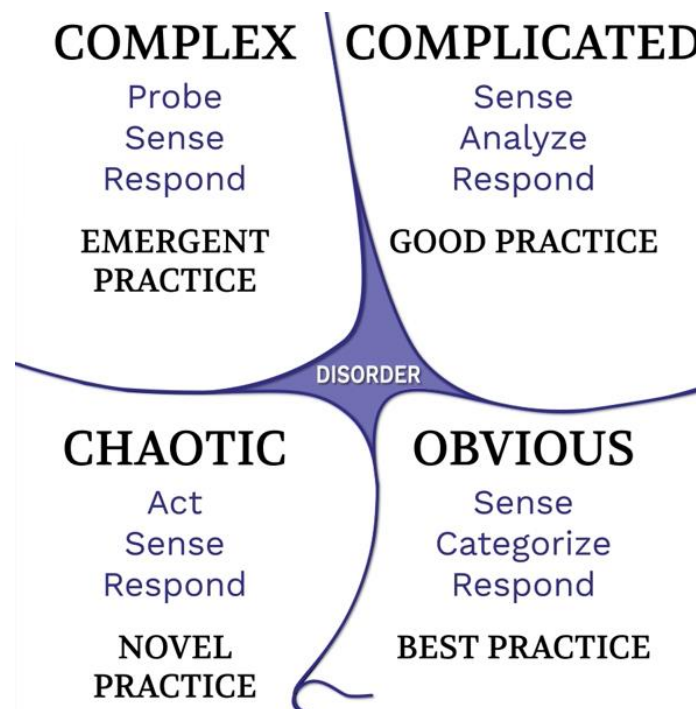 COMPLEX
Probe
Sense
Respond
EMERGENT
PRACTICE
COMPLICATED
Sense
Analyze
Respond
GOOD PRACTICE
DISORDER
CHAOTIC
Act
Sense
Respond
NOVEL
PRACTICE
OBVIOUS
Sense
Categorize
Respond
BEST PRACTICE